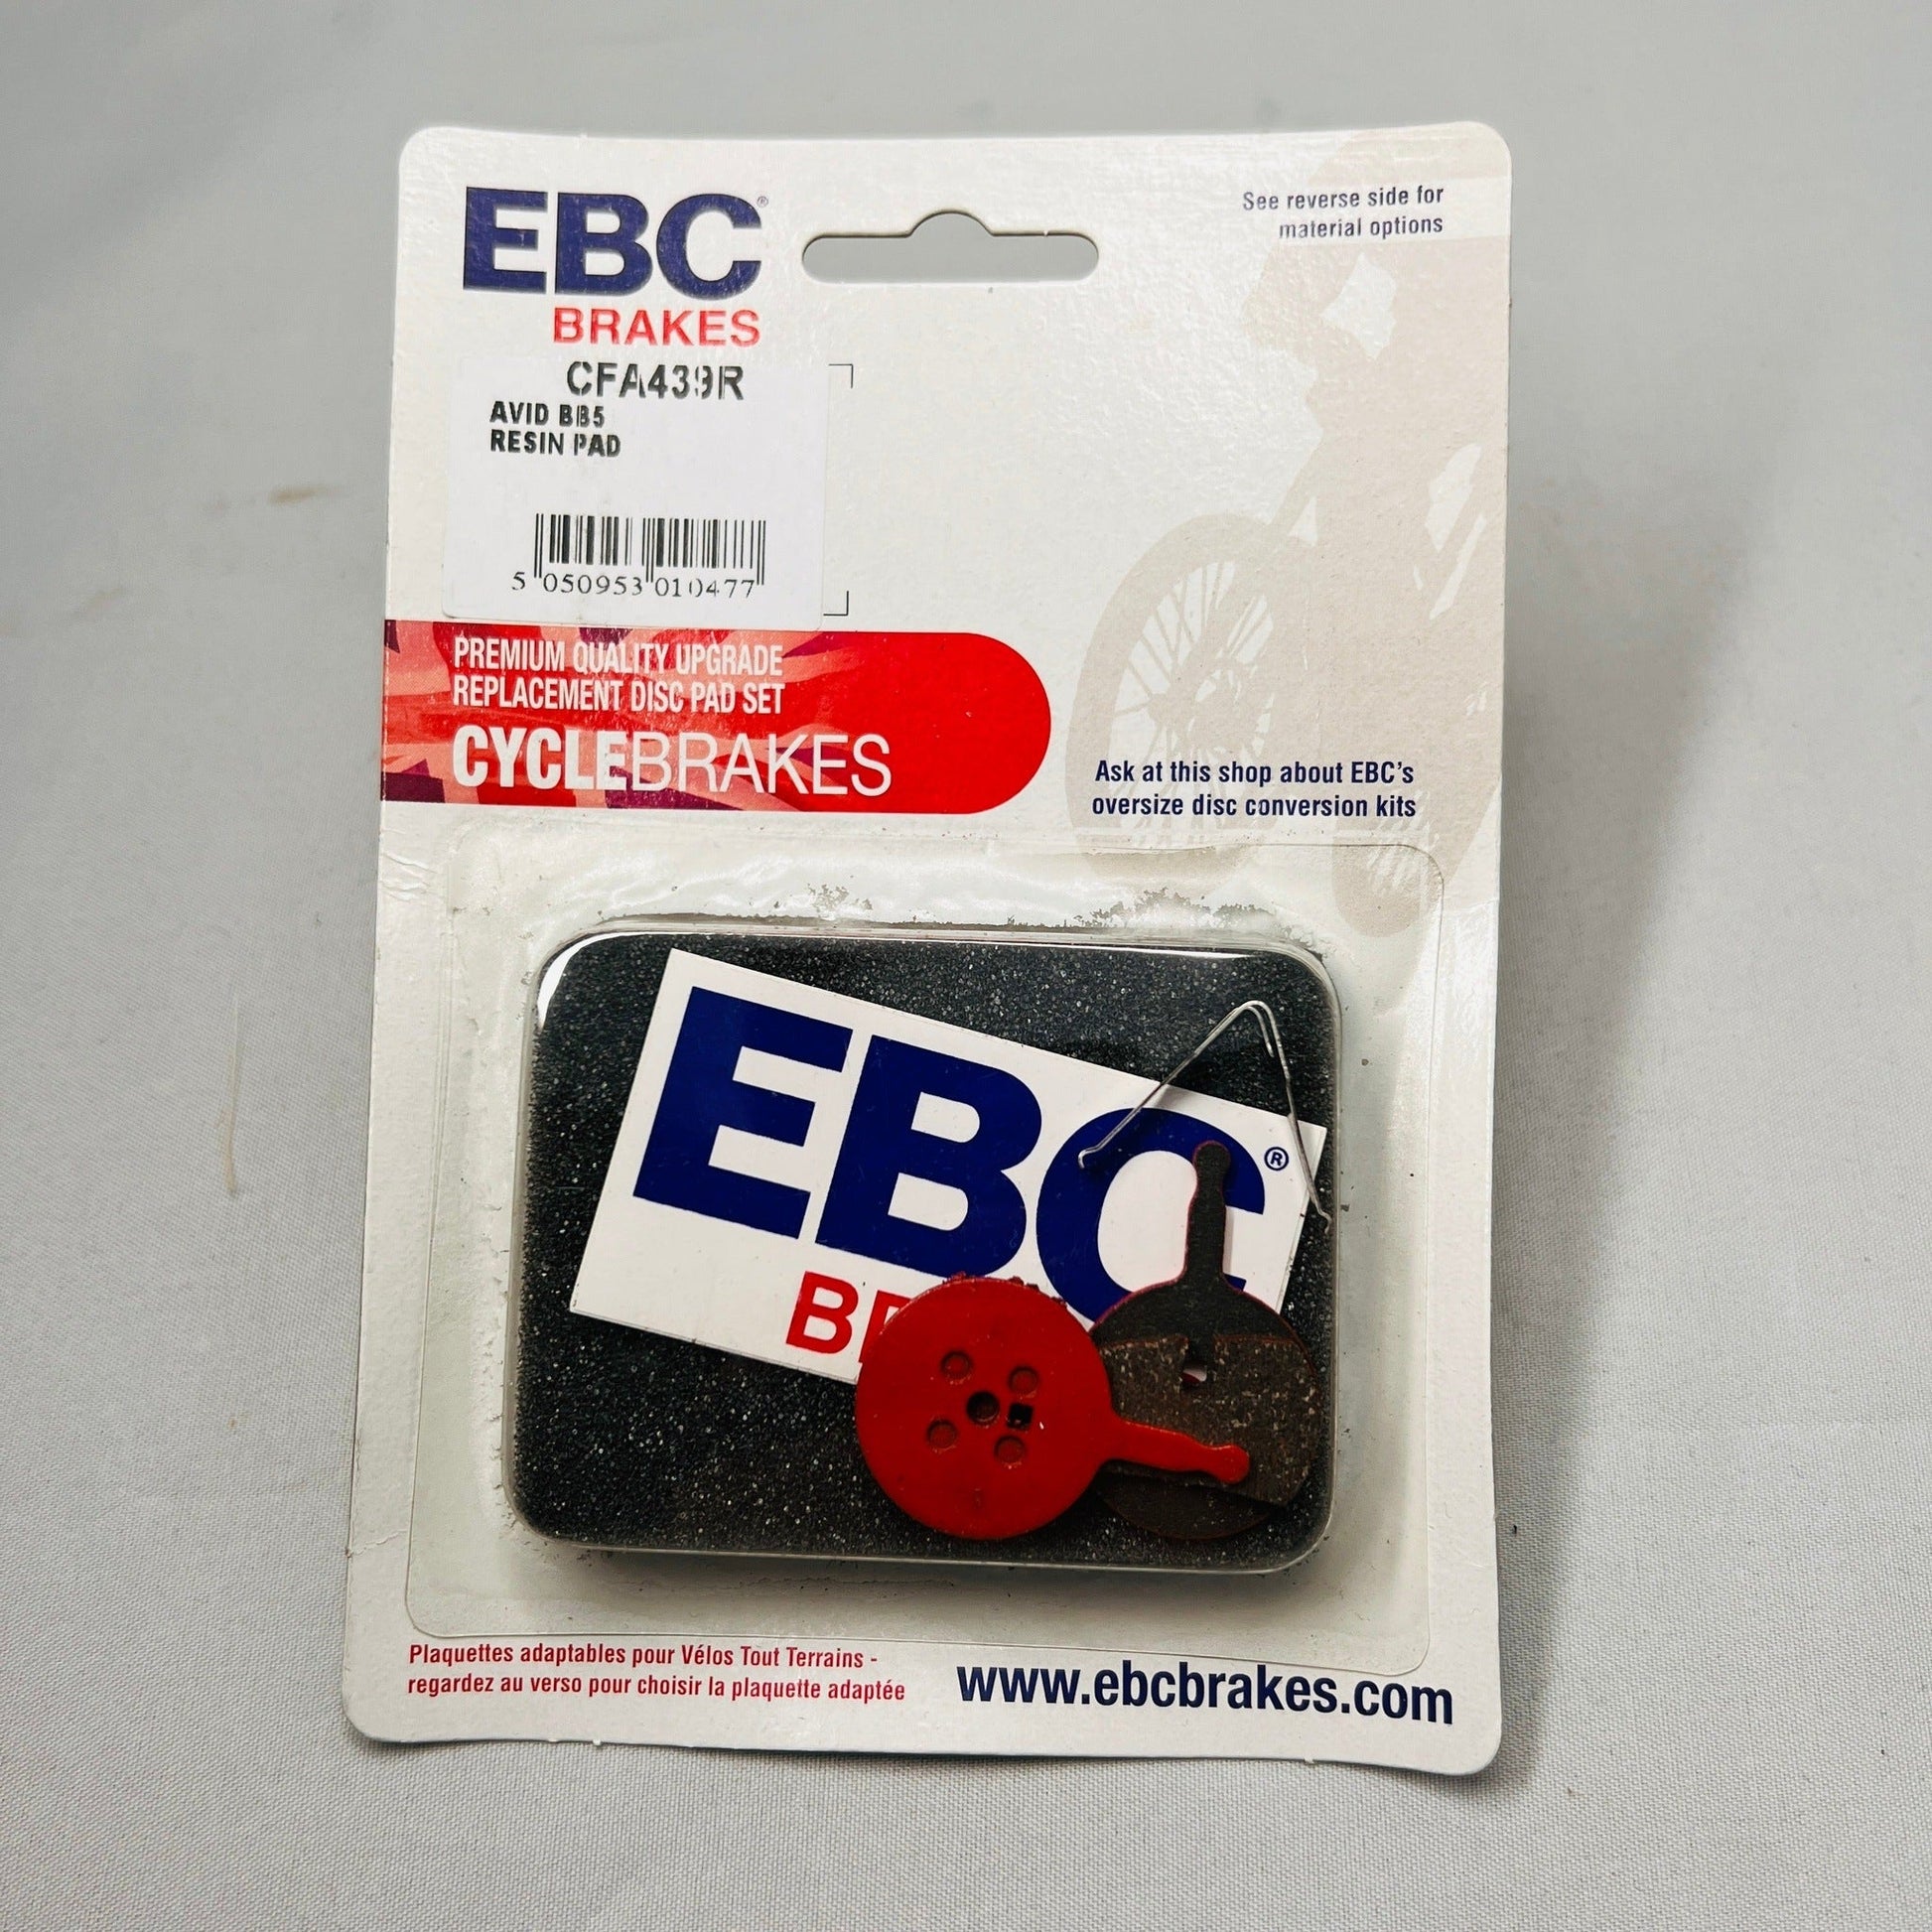 EBC®
BRAKES
See reverse side for
material options
CFA439R
AVID BB5
RESIN PAD
5 050953 010477
PREMIUM QUALITY UPGRADE
REPLACEMENT DISC PAD SET
CYCLEBRAKES
Ask at this shop about EBC's
oversize disc conversion kits
EBC®
Plaquettes adaptables pour Vélos Tout Terrains -
regardez au verso pour choisir la plaquette adaptée
www.ebcbrakes.com